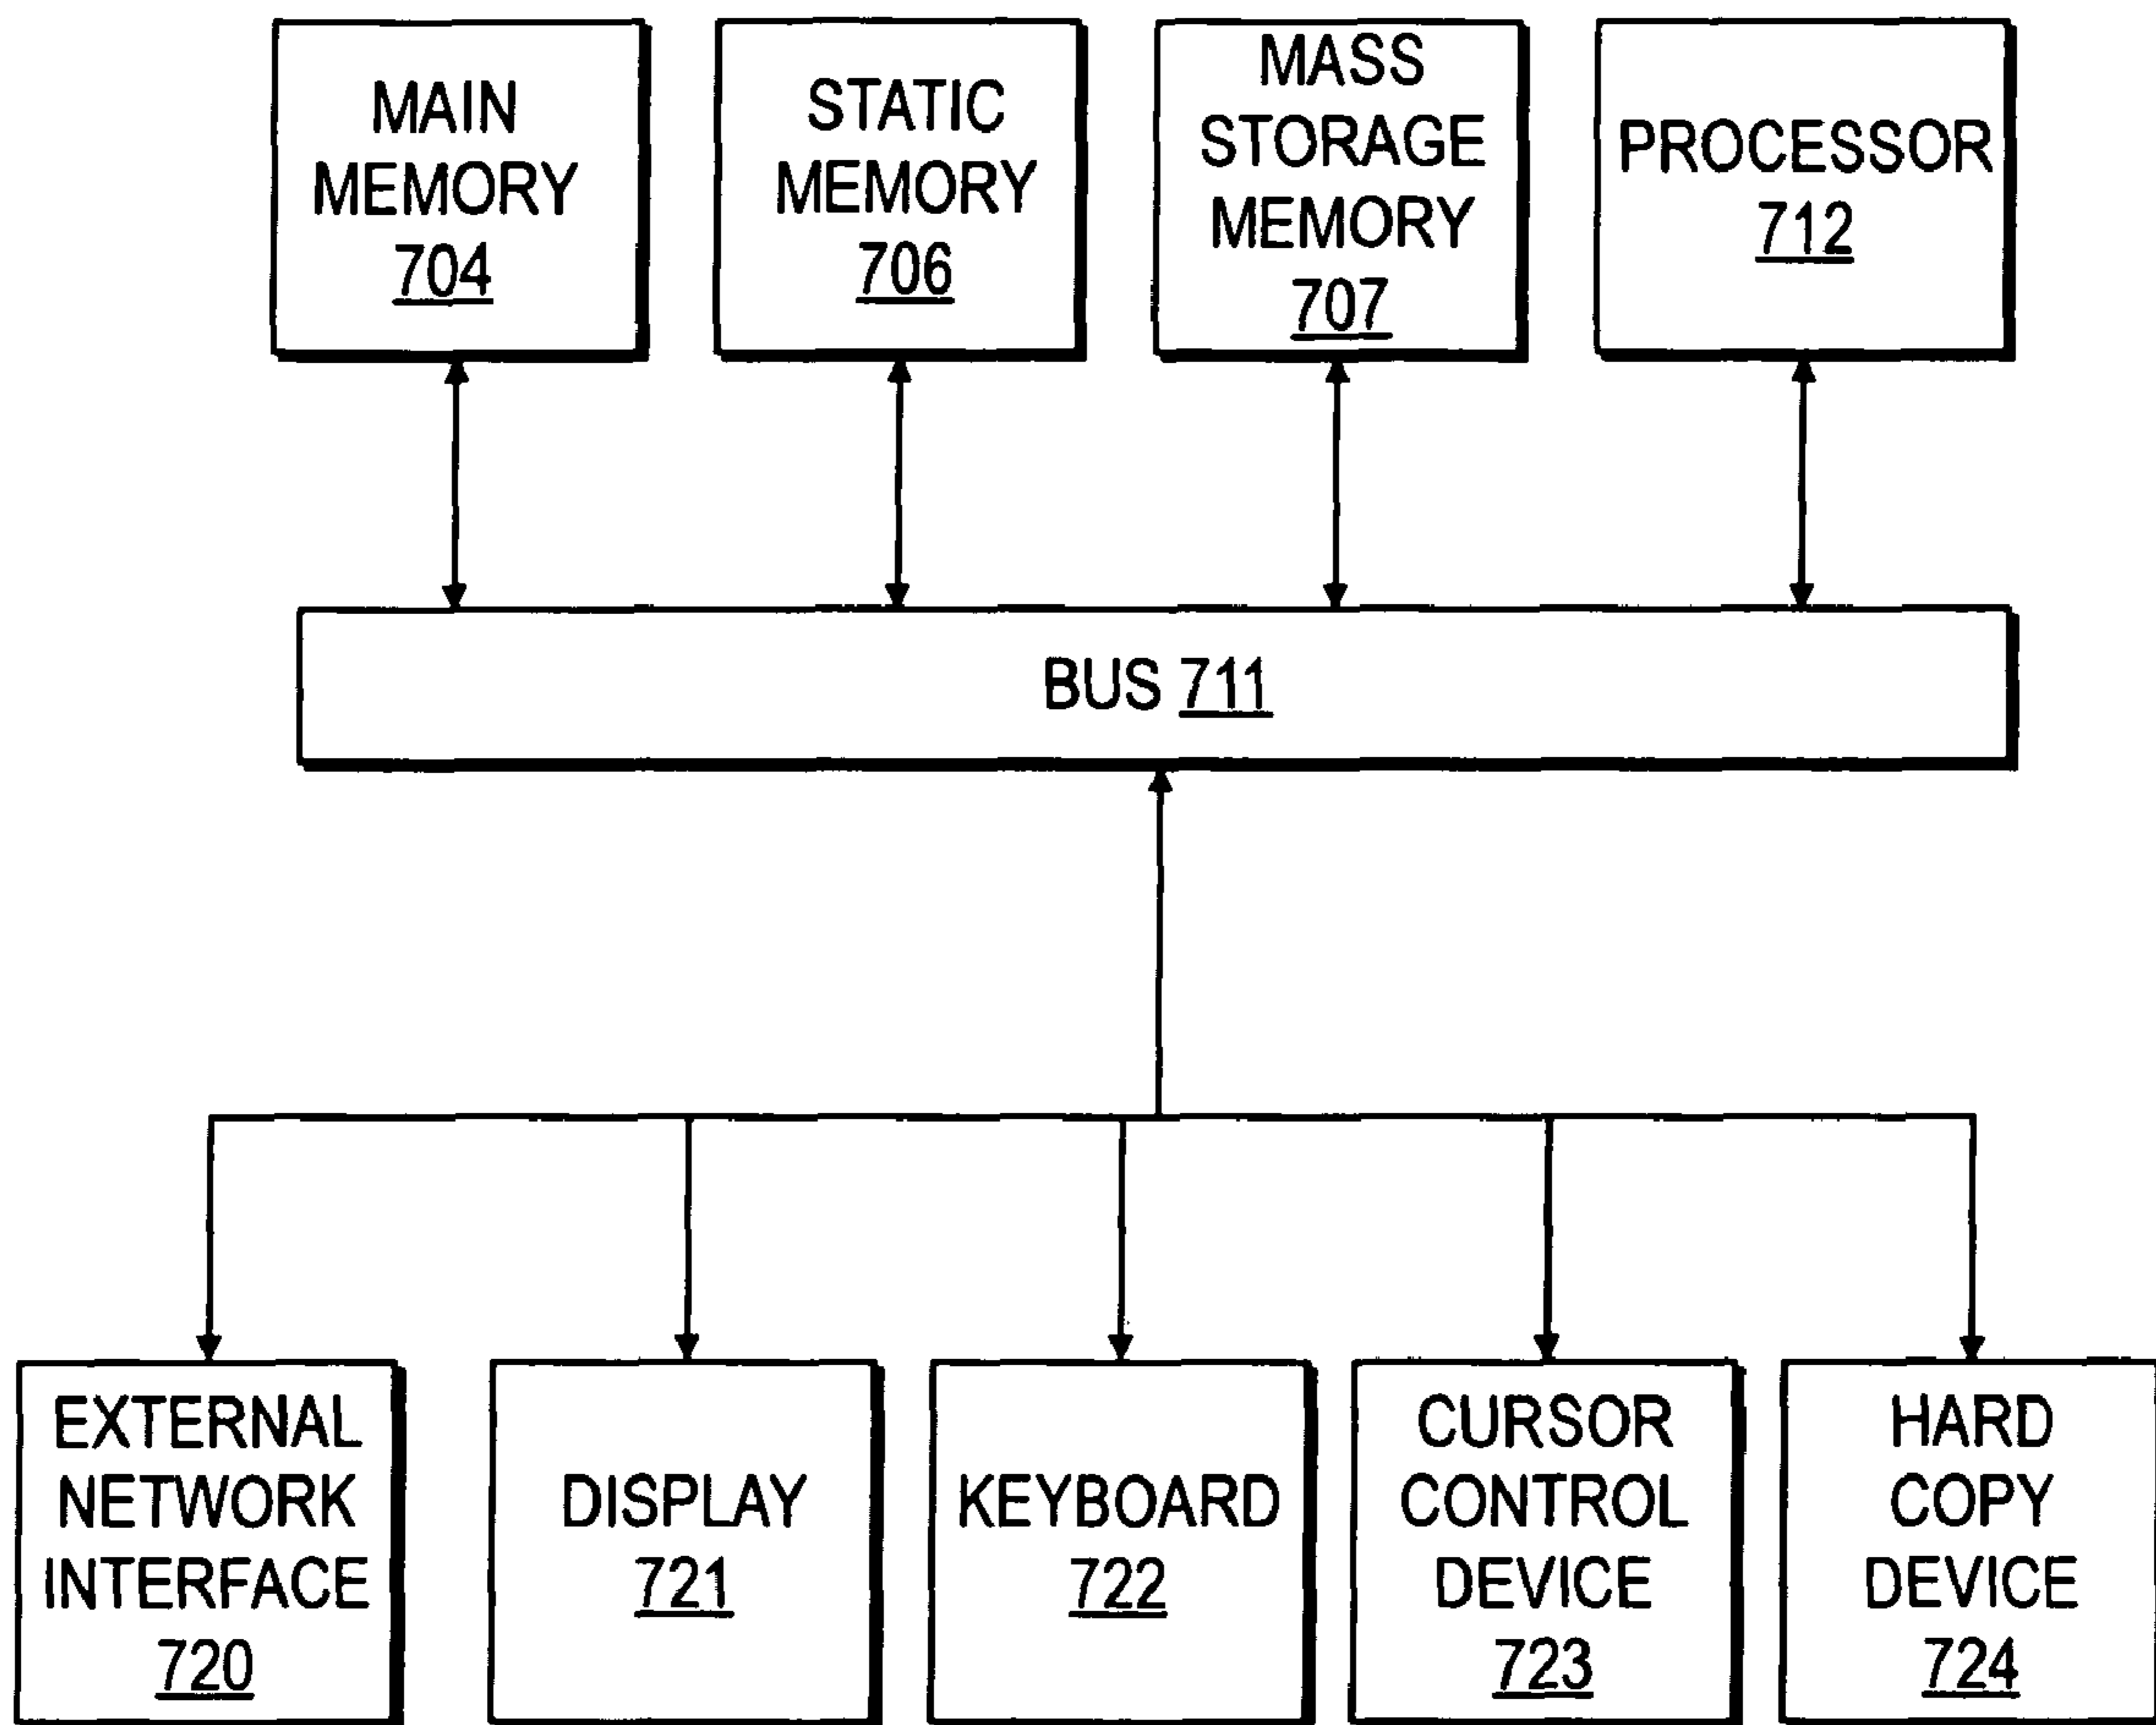 MAIN
MEMORY
704
STATIC
MEMORY
706
MASS
STORAGE
MEMORY
707
PROCESSOR
712
BUS 711
EXTERNAL
NETWORK
INTERFACE
720
DISPLAY
721
KEYBOARD
722
CURSOR
CONTROL
DEVICE
723
HARD
COPY
DEVICE
724